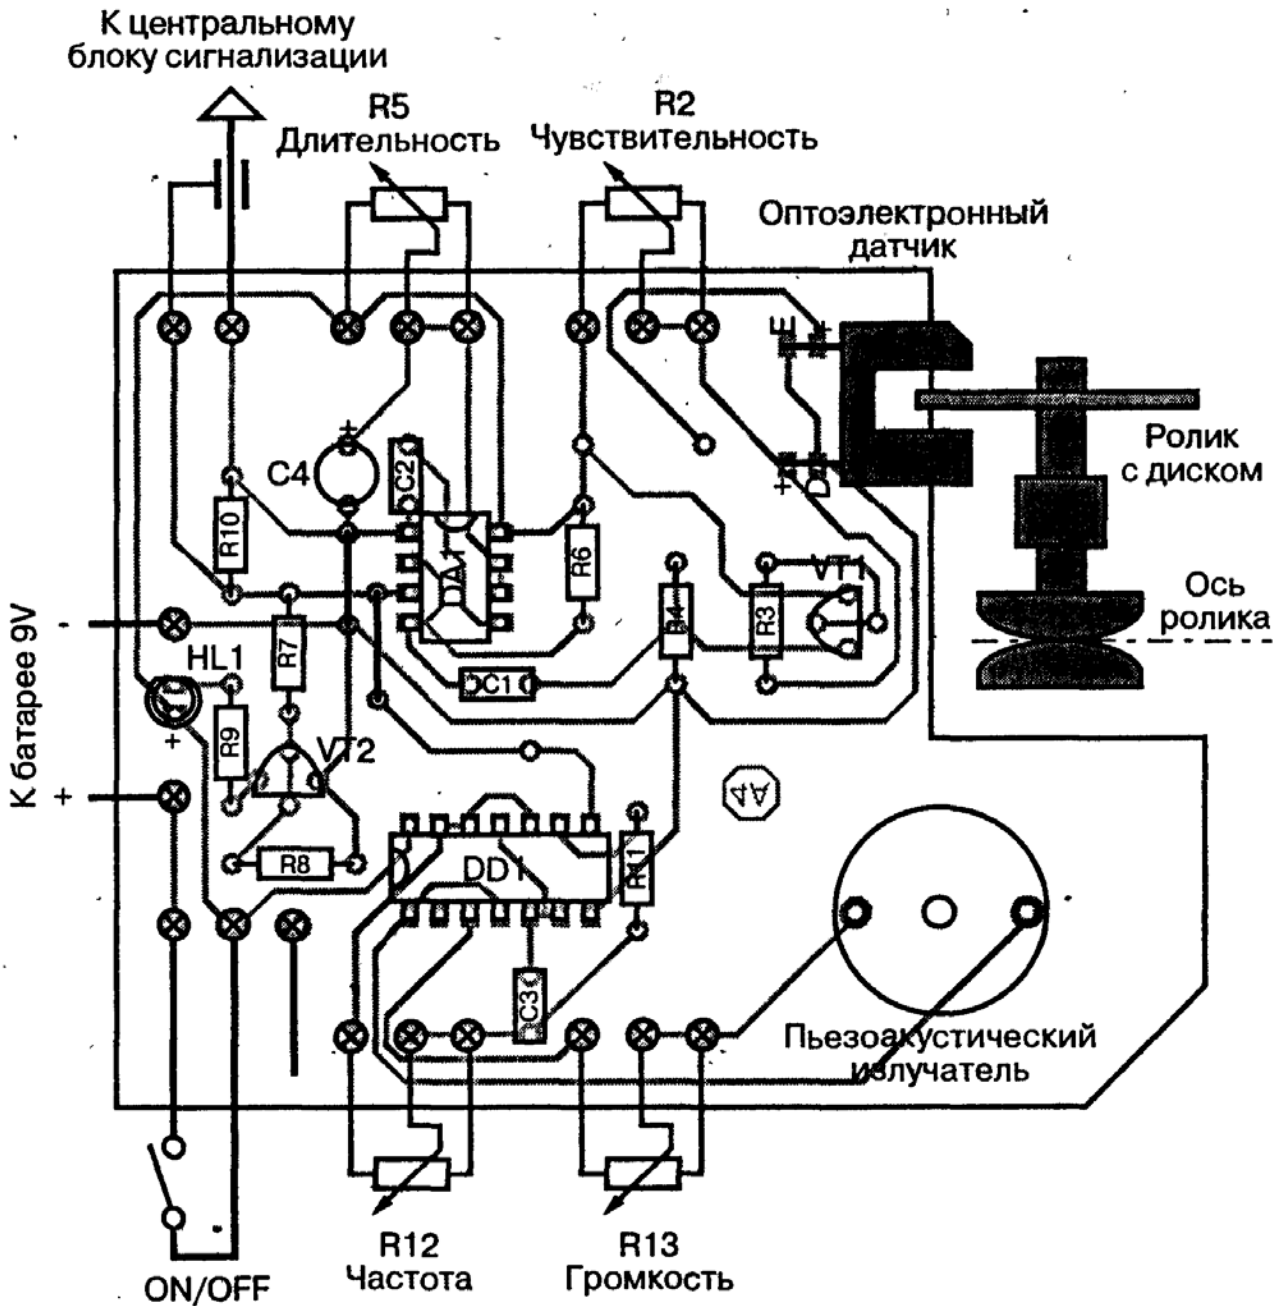 К центральному
блоку сигнализации
R5
Длительность
R2
Чувствительность
Оптоэлектронный
датчик
E
+
+
D
Ролик
с диском
Ось
ролика
C4
+
C2
R10
DA1
R6
R4
R3
VT1
R7
C1
К батарее 9V
-
+
HL1
+
R9
VT2
R8
DD1
R11
4A
C3
Пьезоакустический
излучатель
R12
Частота
R13
Громкость
ON/OFF